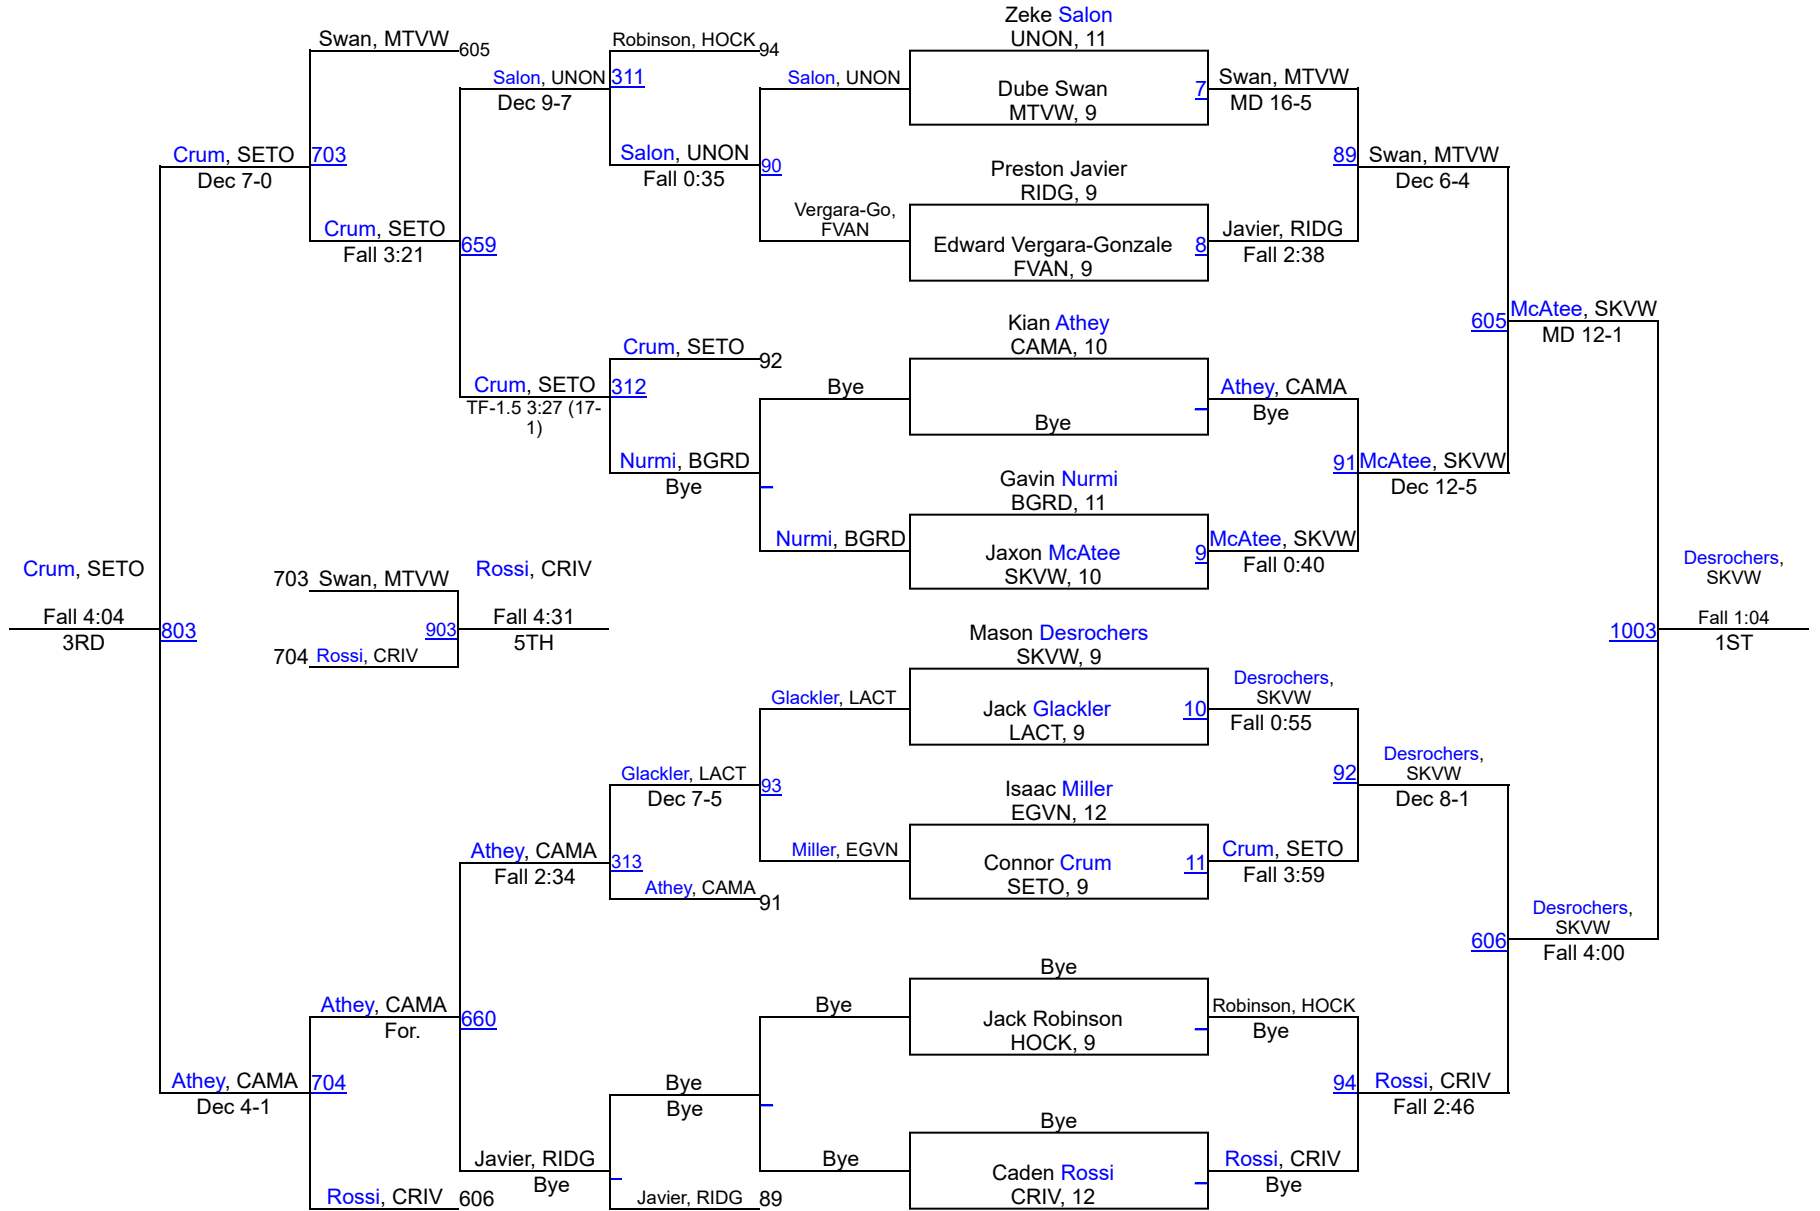 Zeke Salon
UNON, 11
Swan, MTVW
605
Robinson, HOCK
94
Salon, UNON
311
Dec 9-7
Salon, UNON
Dube Swan
MTVW, 9
7
Swan, MTVW
MD 16-5
Crum, SETO
703
Dec 7-0
Salon, UNON
90
Fall 0:35
Preston Javier
RIDG, 9
89
Swan, MTVW
Dec 6-4
Crum, SETO
659
Fall 3:21
Vergara-Go,
FVAN
Edward Vergara-Gonzale
FVAN, 9
8
Javier, RIDG
Fall 2:38
Kian Athey
CAMA, 10
605
McAtee, SKVW
MD 12-1
Crum, SETO
92
Crum, SETO
312
TF-1.5 3:27 (17-
1)
Bye
Bye
Athey, CAMA
Bye
Nurmi, BGRD
Bye
Gavin Nurmi
BGRD, 11
91
McAtee, SKVW
Dec 12-5
Nurmi, BGRD
Jaxon McAtee
SKVW, 10
9
McAtee, SKVW
Fall 0:40
Crum, SETO
Fall 4:04
3RD
803
703
Swan, MTVW
903
704
Rossi, CRIV
Rossi, CRIV
Fall 4:31
5TH
Desrochers,
SKVW
1003
Fall 1:04
1ST
Mason Desrochers
SKVW, 9
Glackler, LACT
Jack Glackler
LACT, 9
10
Desrochers,
SKVW
Fall 0:55
Glackler, LACT
93
Dec 7-5
Isaac Miller
EGVN, 12
92
Desrochers,
SKVW
Dec 8-1
Athey, CAMA
313
Fall 2:34
Miller, EGVN
Connor Crum
SETO, 9
11
Crum, SETO
Fall 3:59
Athey, CAMA
91
606
Desrochers,
SKVW
Fall 4:00
Bye
Athey, CAMA
660
For.
Bye
Jack Robinson
HOCK, 9
Robinson, HOCK
Bye
Athey, CAMA
704
Dec 4-1
Bye
Bye
94
Rossi, CRIV
Fall 2:46
Bye
Javier, RIDG
Bye
Bye
Caden Rossi
CRIV, 12
Rossi, CRIV
Bye
Rossi, CRIV
606
Javier, RIDG
89